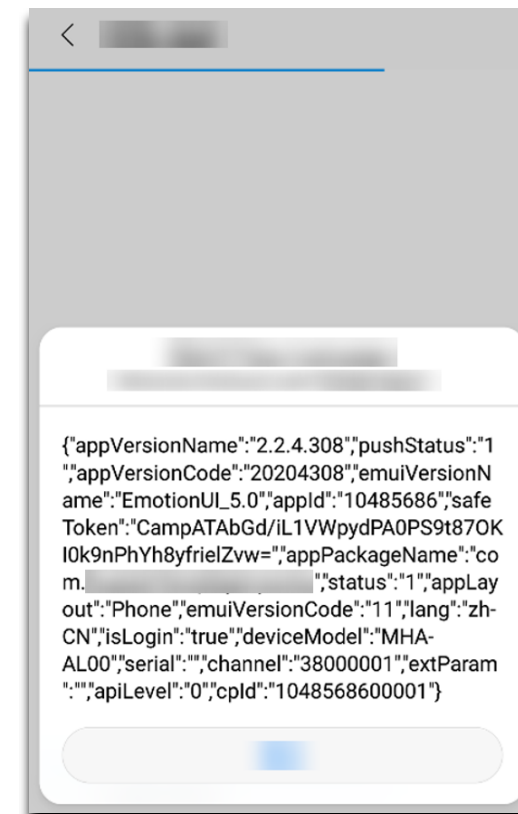 {"appVersionName":"2.2.4.308","pushStatus":"1
","appVersionCode":"20204308","emuiVersionN
ame":"EmotionUI_5.0","appId":"10485686","safe
Token":"CampATAbGd/iL1VWpydPA0PS9t87OK
I0k9nPhYh8yfrielZvw=","appPackageName":"co
m. ","status":"1","appLay
out":"Phone","emuiVersionCode":"11","lang":"zh-
CN","isLogin":"true","deviceModel":"MHA-
AL00","serial":"","channel":"38000001","extParam
":"","apiLevel":"0","cpId":"1048568600001"}